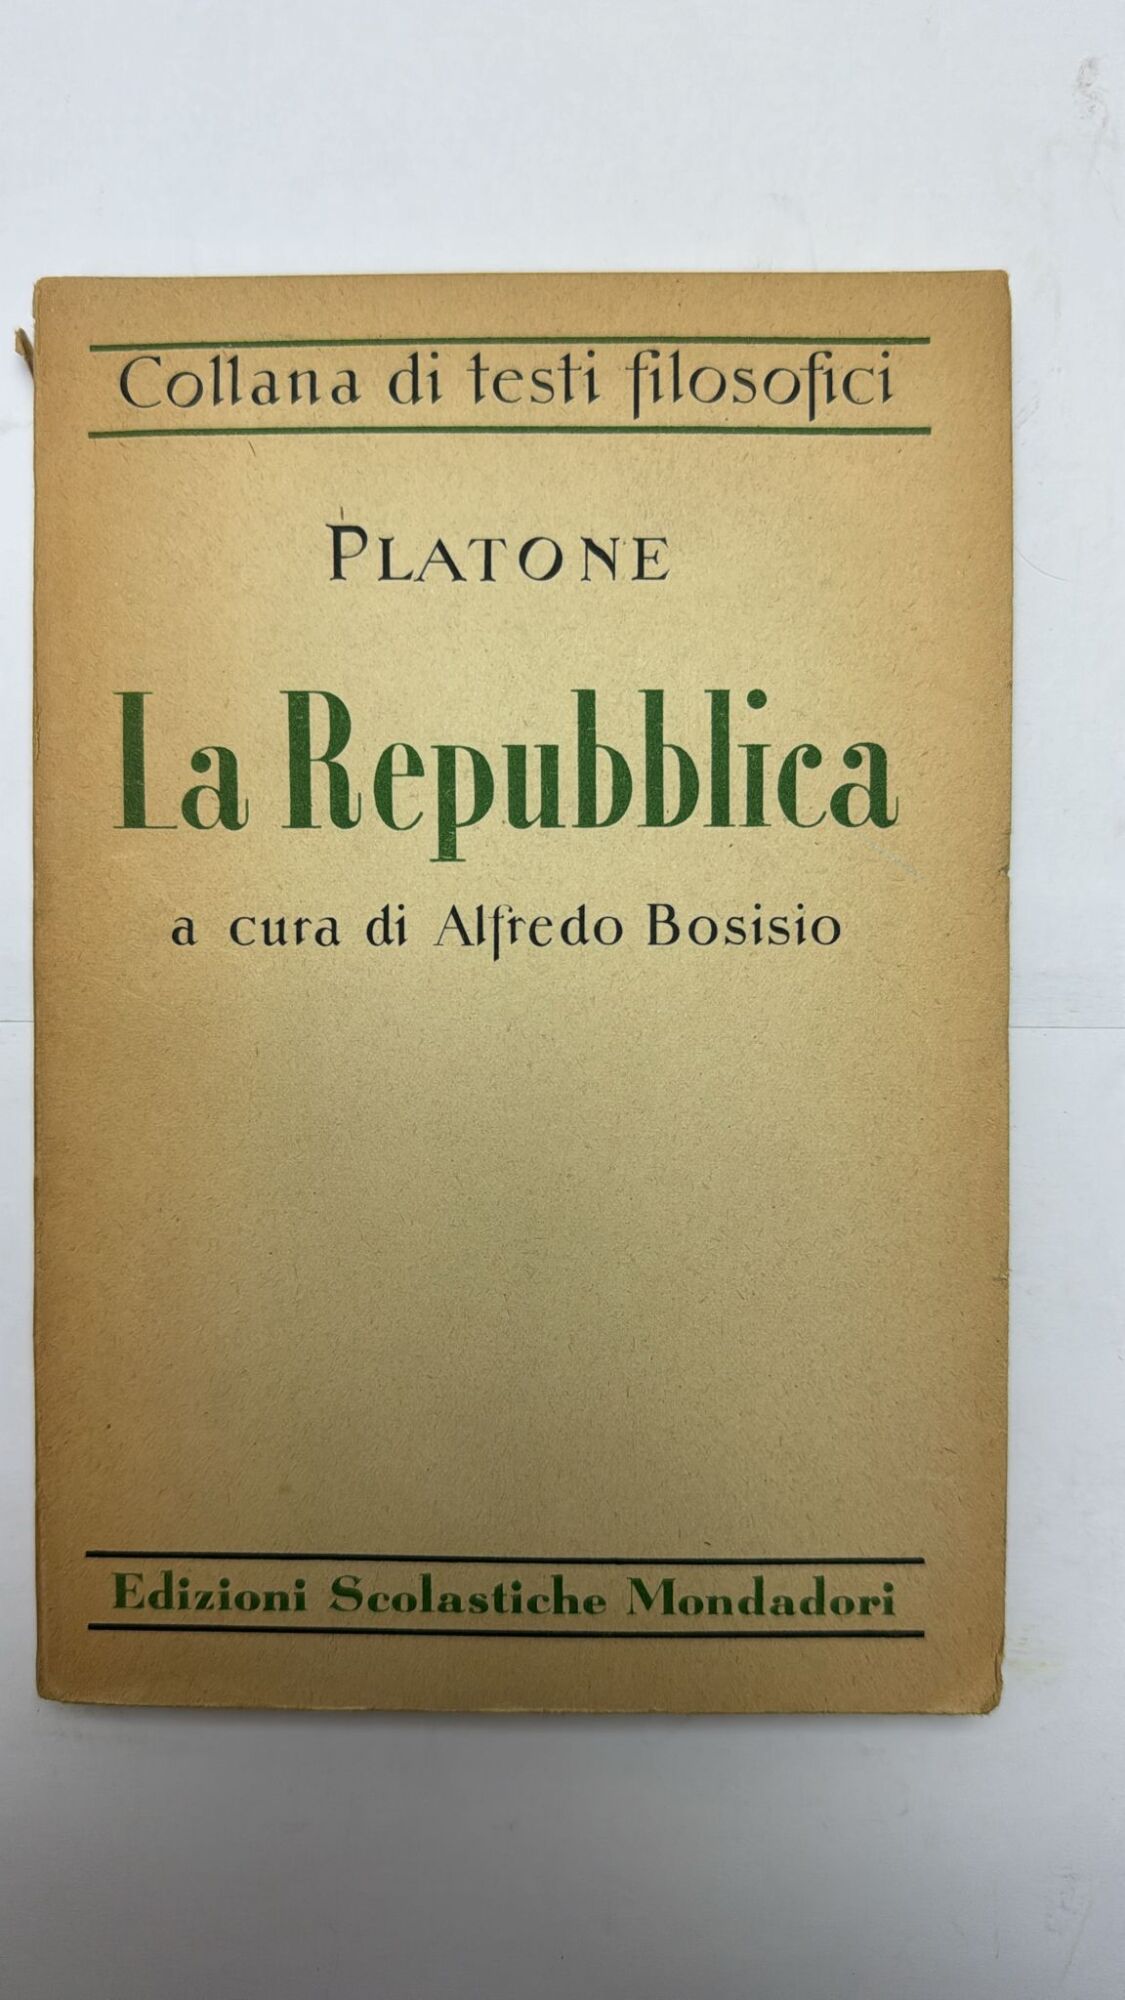 Collana di testi filosofici
PLATONE
La Repubblica
a cura di Alfredo Bosisio
Edizioni Scolastiche Mondadori